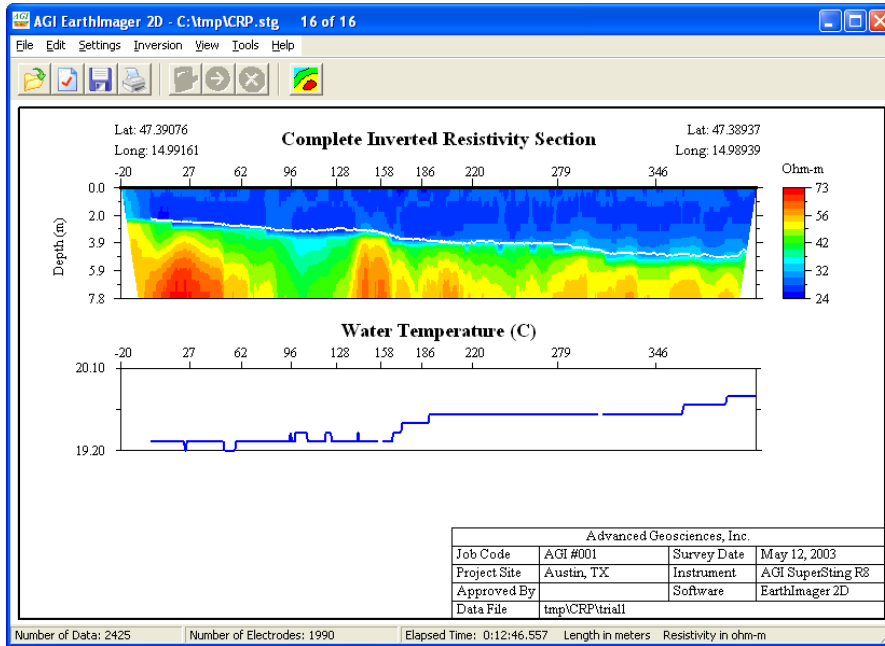 AGI EarthImager 2D - C:\tmp\CRP.stg 16 of 16
File Edit Settings Inversion View Tools Help
Lat: 47.39076
Long: 14.99161
Complete Inverted Resistivity Section
Lat: 47.38937
Long: 14.98939
-20 27 62 96 128 158 186 220 279 346
Ohm-m
0.0
2.0
3.9
5.9
7.8
Depth (m)
73
56
42
32
24
Water Temperature (C)
-20 27 62 96 128 158 186 220 279 346
20.10
19.20
Advanced Geosciences, Inc.
Job Code AGI #001 Survey Date May 12, 2003
Project Site Austin, TX Instrument AGI SuperSting R8
Approved By Software EarthImager 2D
Data File tmp\CRP\trial1
Number of Data: 2425 Number of Electrodes: 1990 Elapsed Time: 0:12:46.557 Length in meters Resistivity in ohm-m